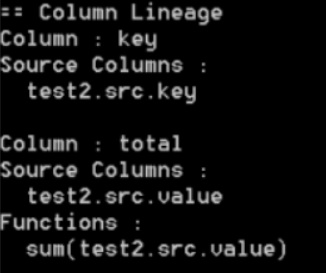 == Column Lineage
Column : key
Source Columns :
  test2.src.key

Column : total
Source Columns :
  test2.src.value
Functions :
  sum(test2.src.value)